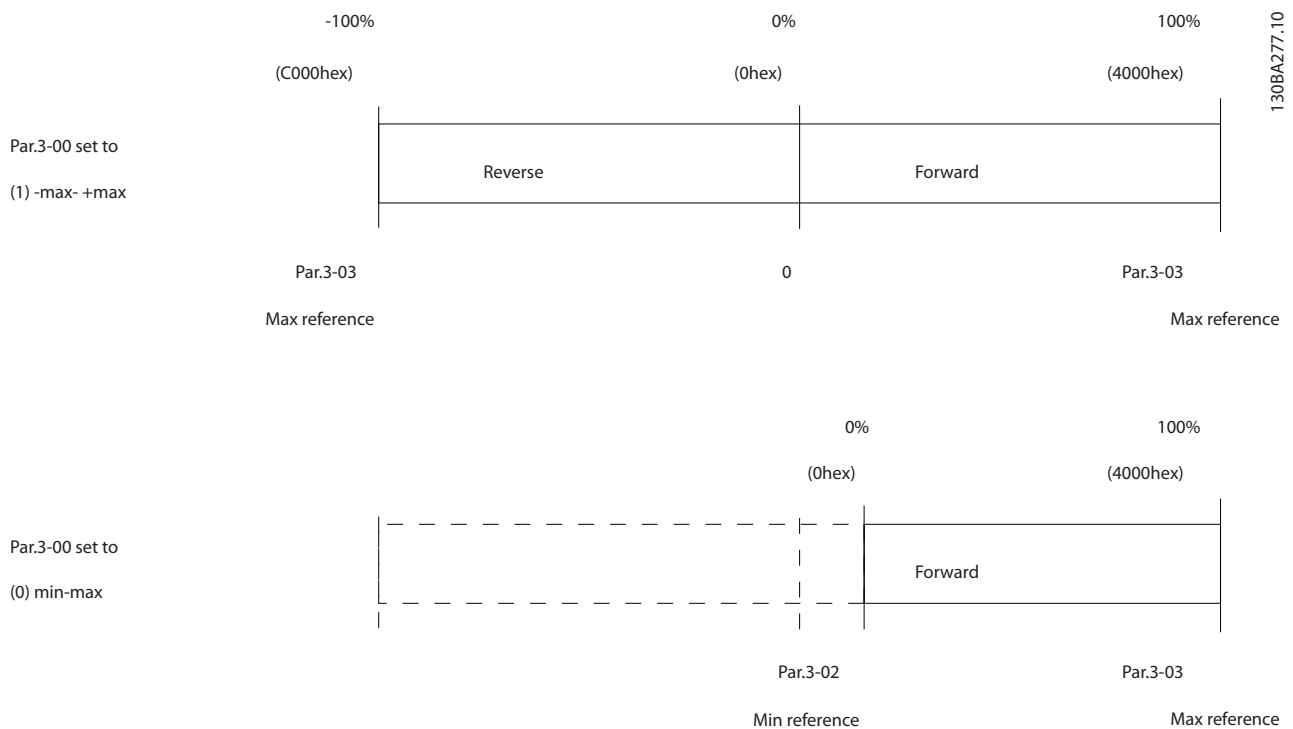 -100% 0% 100%
(C000hex) (0hex) (4000hex)
130BA277.10
Par.3-00 set to
(1) -max- +max
Reverse Forward
Par.3-03 0 Par.3-03
Max reference Max reference
0% 100%
(0hex) (4000hex)
Par.3-00 set to
(0) min-max
Forward
Par.3-02 Par.3-03
Min reference Max reference